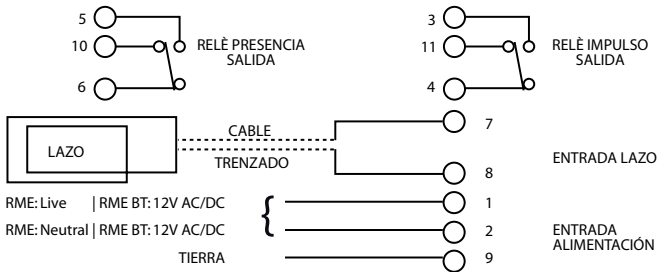 5
10
6
RELÈ PRESENCIA
SALIDA
3
11
4
RELÈ IMPULSO
SALIDA
LAZO
CABLE
TRENZADO
7
8
ENTRADA LAZO
RME: Live | RME BT: 12V AC/DC
RME: Neutral | RME BT: 12V AC/DC
TIERRA
1
2
9
ENTRADA
ALIMENTACIÓN